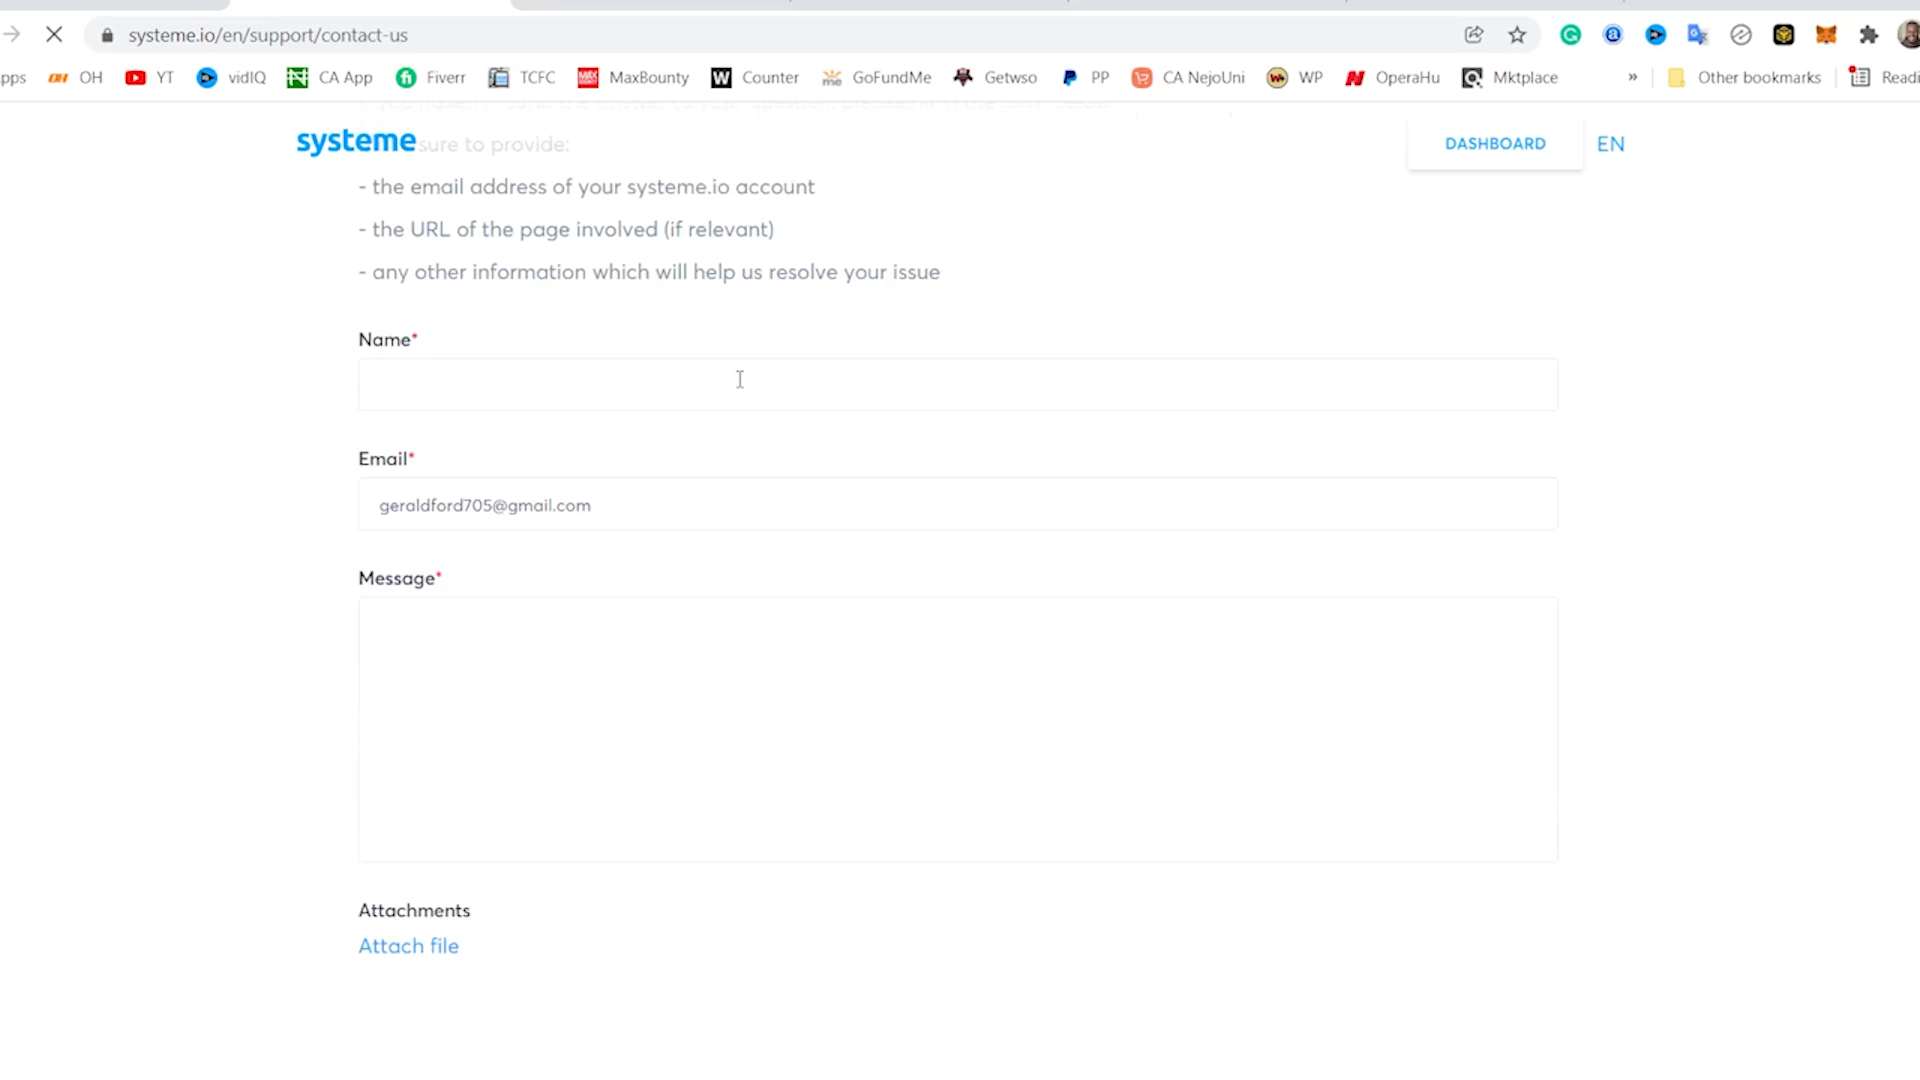 systeme.io/en/support/contact-us
pps OH YT vidIQ CA App Fiverr TCFC MaxBounty Counter GoFundMe Getwso PP CA NejoUni WP OperaHu Mktplace » Other bookmarks Readi
systeme sure to provide: DASHBOARD EN
- the email address of your systeme.io account
- the URL of the page involved (if relevant)
- any other information which will help us resolve your issue
Name*
Email*
geraldford705@gmail.com
Message*
Attachments
Attach file